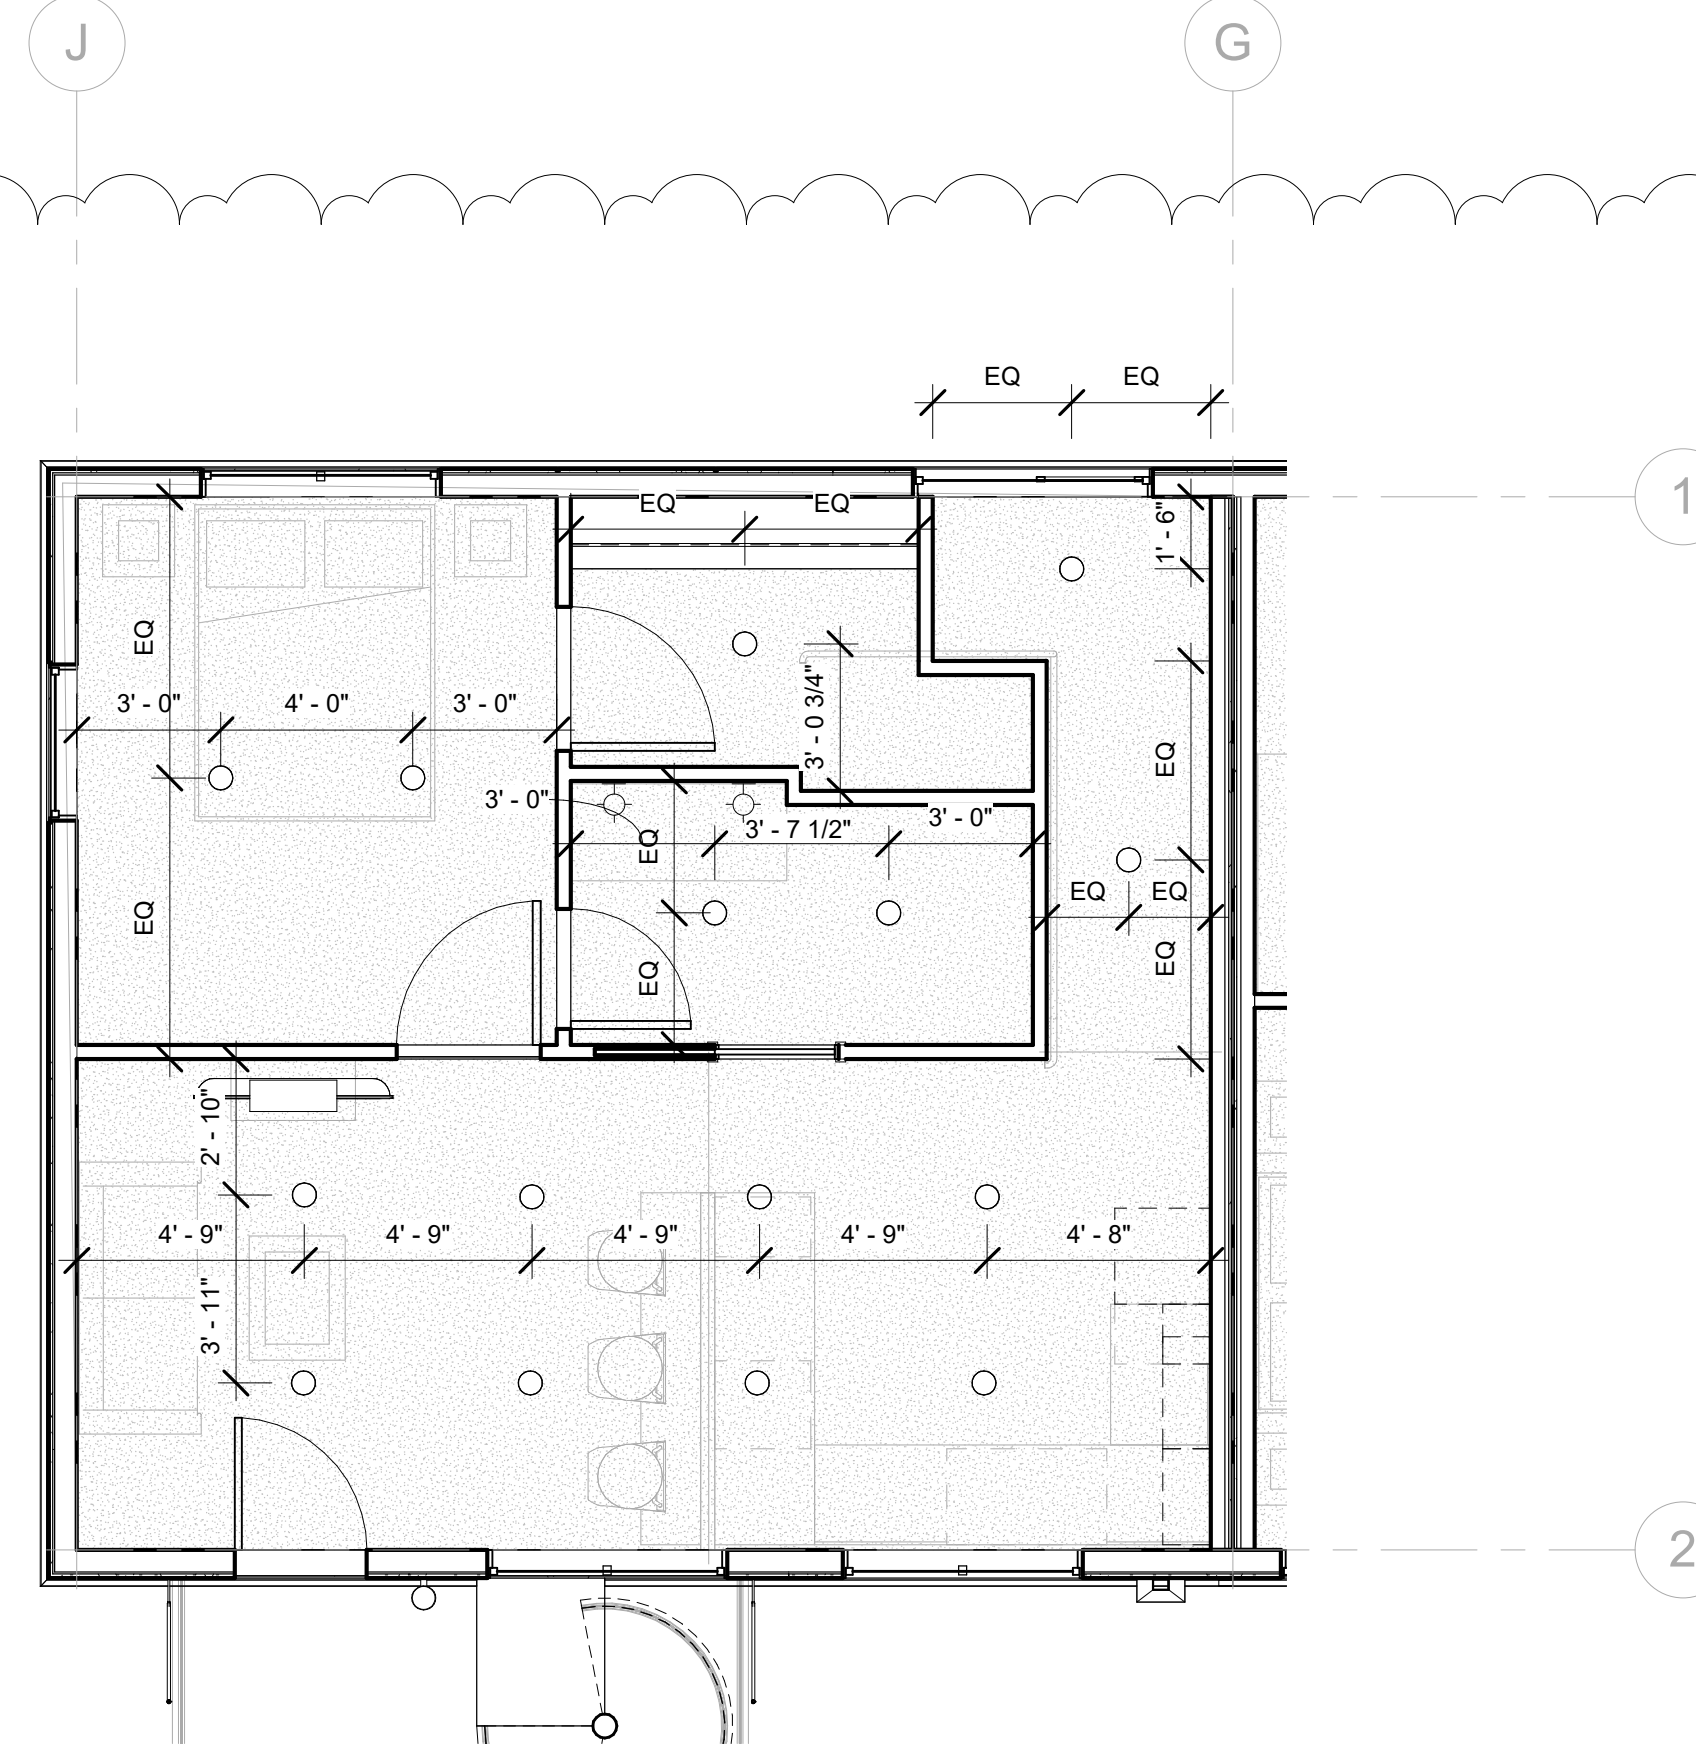 J
G
EQ
EQ
1
EQ
EQ
1' - 6"
EQ
3' - 0"
4' - 0"
3' - 0"
3' - 0 3/4"
EQ
3' - 0"
3' - 7 1/2"
3' - 0"
EQ
EQ
EQ
EQ
EQ
EQ
2' - 10"
4' - 9"
4' - 9"
4' - 9"
4' - 9"
4' - 8"
3' - 11"
2